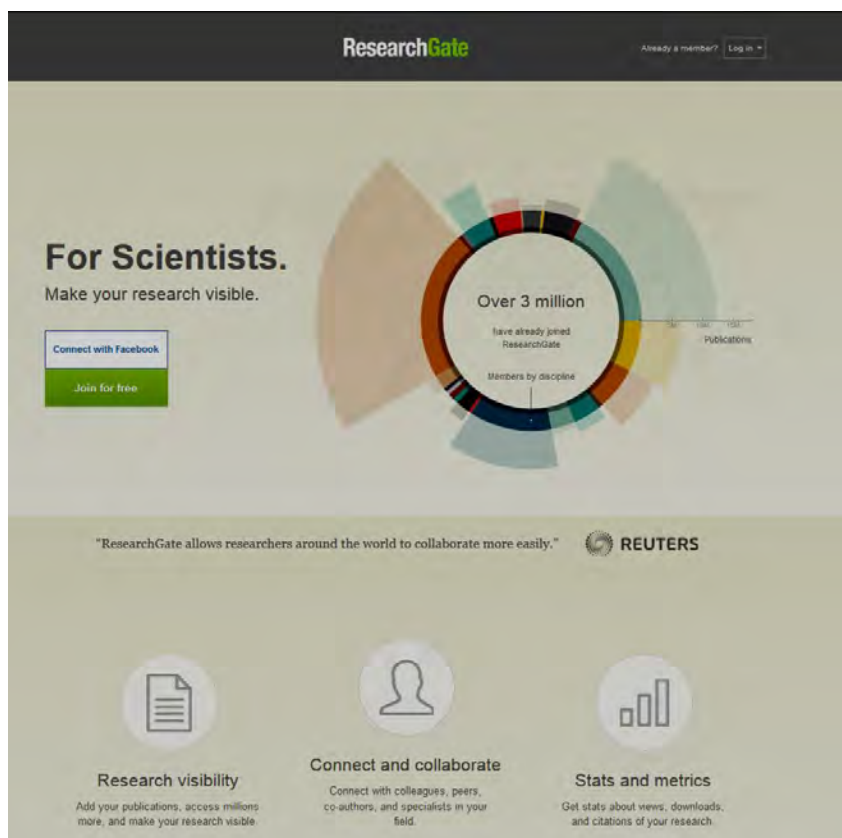 ResearchGate
Already a member? Log in
For Scientists.
Make your research visible.
Connect with Facebook
Join for free
Over 3 million
have already joined
ResearchGate
Members by discipline
Publications
"ResearchGate allows researchers around the world to collaborate more easily."
REUTERS
Research visibility
Add your publications, access millions
more, and make your research visible.
Connect and collaborate
Connect with colleagues, peers,
co-authors, and specialists in your
field.
Stats and metrics
Get stats about views, downloads,
and citations of your research.